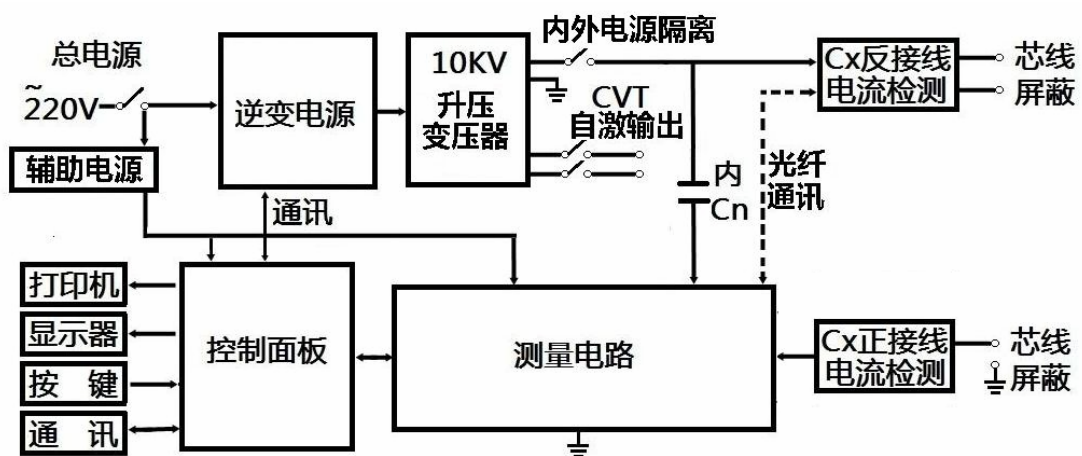 总电源
~
220V
辅助电源
逆变电源
通讯
10KV
升压
变压器
内外电源隔离
CVT
自激输出
内
Cn
光纤
通讯
Cx反接线
电流检测
芯线
屏蔽
打印机
显示器
按 键
通 讯
控制面板
测量电路
Cx正接线
电流检测
芯线
屏蔽